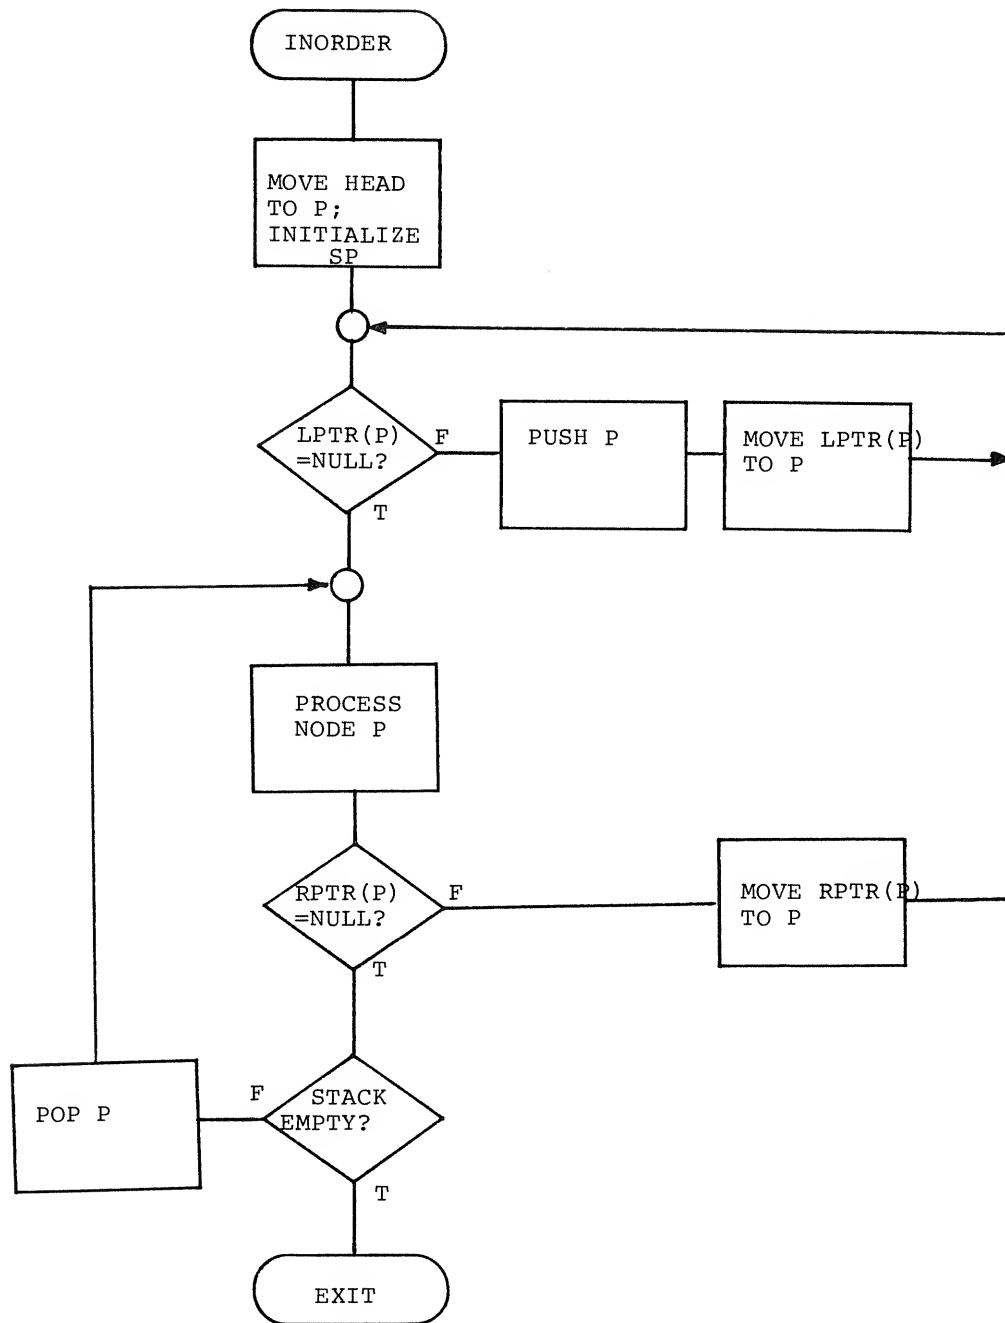 INORDER
MOVE HEAD
TO P;
INITIALIZE
SP
LPTR(P)
=NULL?
F
T
PUSH P
MOVE LPTR(P)
TO P
PROCESS
NODE P
RPTR(P)
=NULL?
F
T
MOVE RPTR(P)
TO P
STACK
EMPTY?
F
T
POP P
EXIT